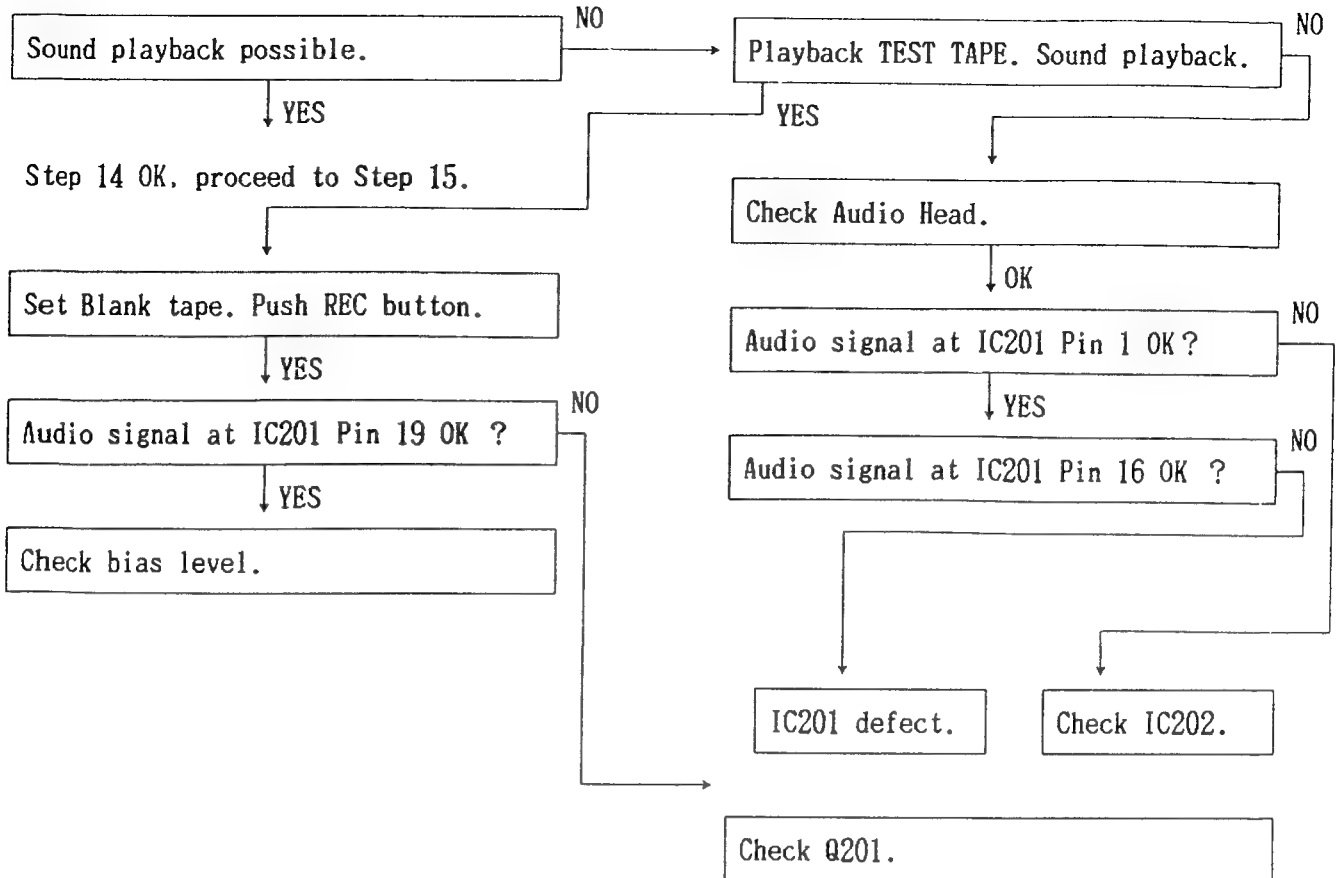 Sound playback possible.
NO
Playback TEST TAPE. Sound playback.
NO
YES
YES
Step 14 OK, proceed to Step 15.
Check Audio Head.
OK
Set Blank tape. Push REC button.
NO
Audio signal at IC201 Pin 1 OK?
YES
YES
NO
Audio signal at IC201 Pin 19 OK ?
NO
Audio signal at IC201 Pin 16 OK ?
YES
Check bias level.
IC201 defect.
Check IC202.
Check Q201.